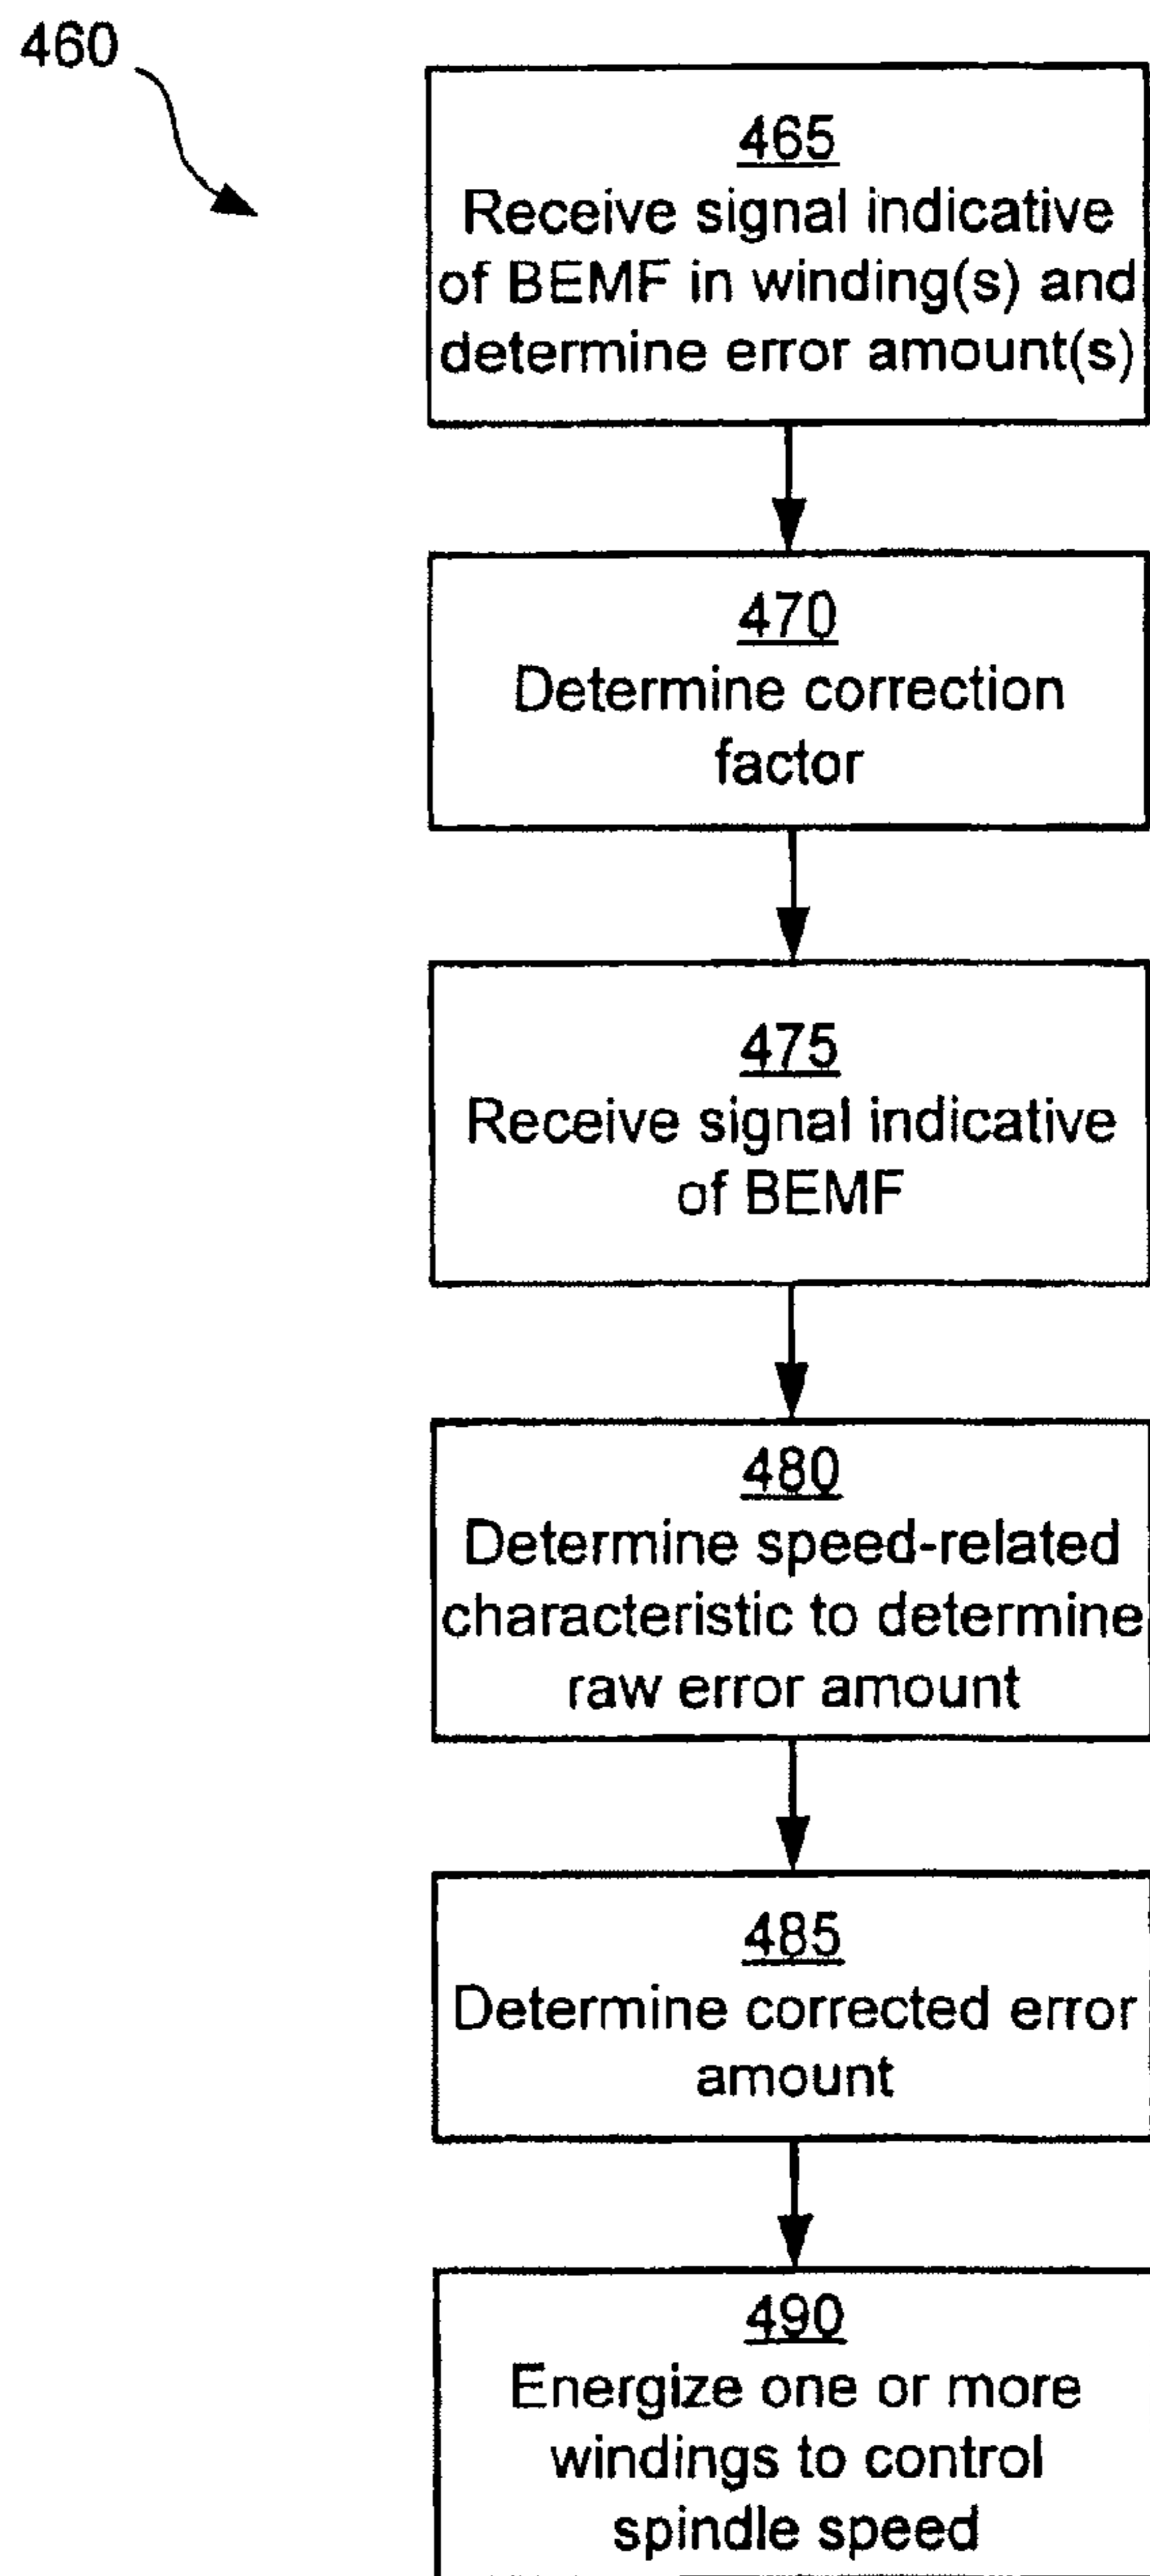 460
465
Receive signal indicative
of BEMF in winding(s) and
determine error amount(s)
470
Determine correction
factor
475
Receive signal indicative
of BEMF
480
Determine speed-related
characteristic to determine
raw error amount
485
Determine corrected error
amount
490
Energize one or more
windings to control
spindle speed